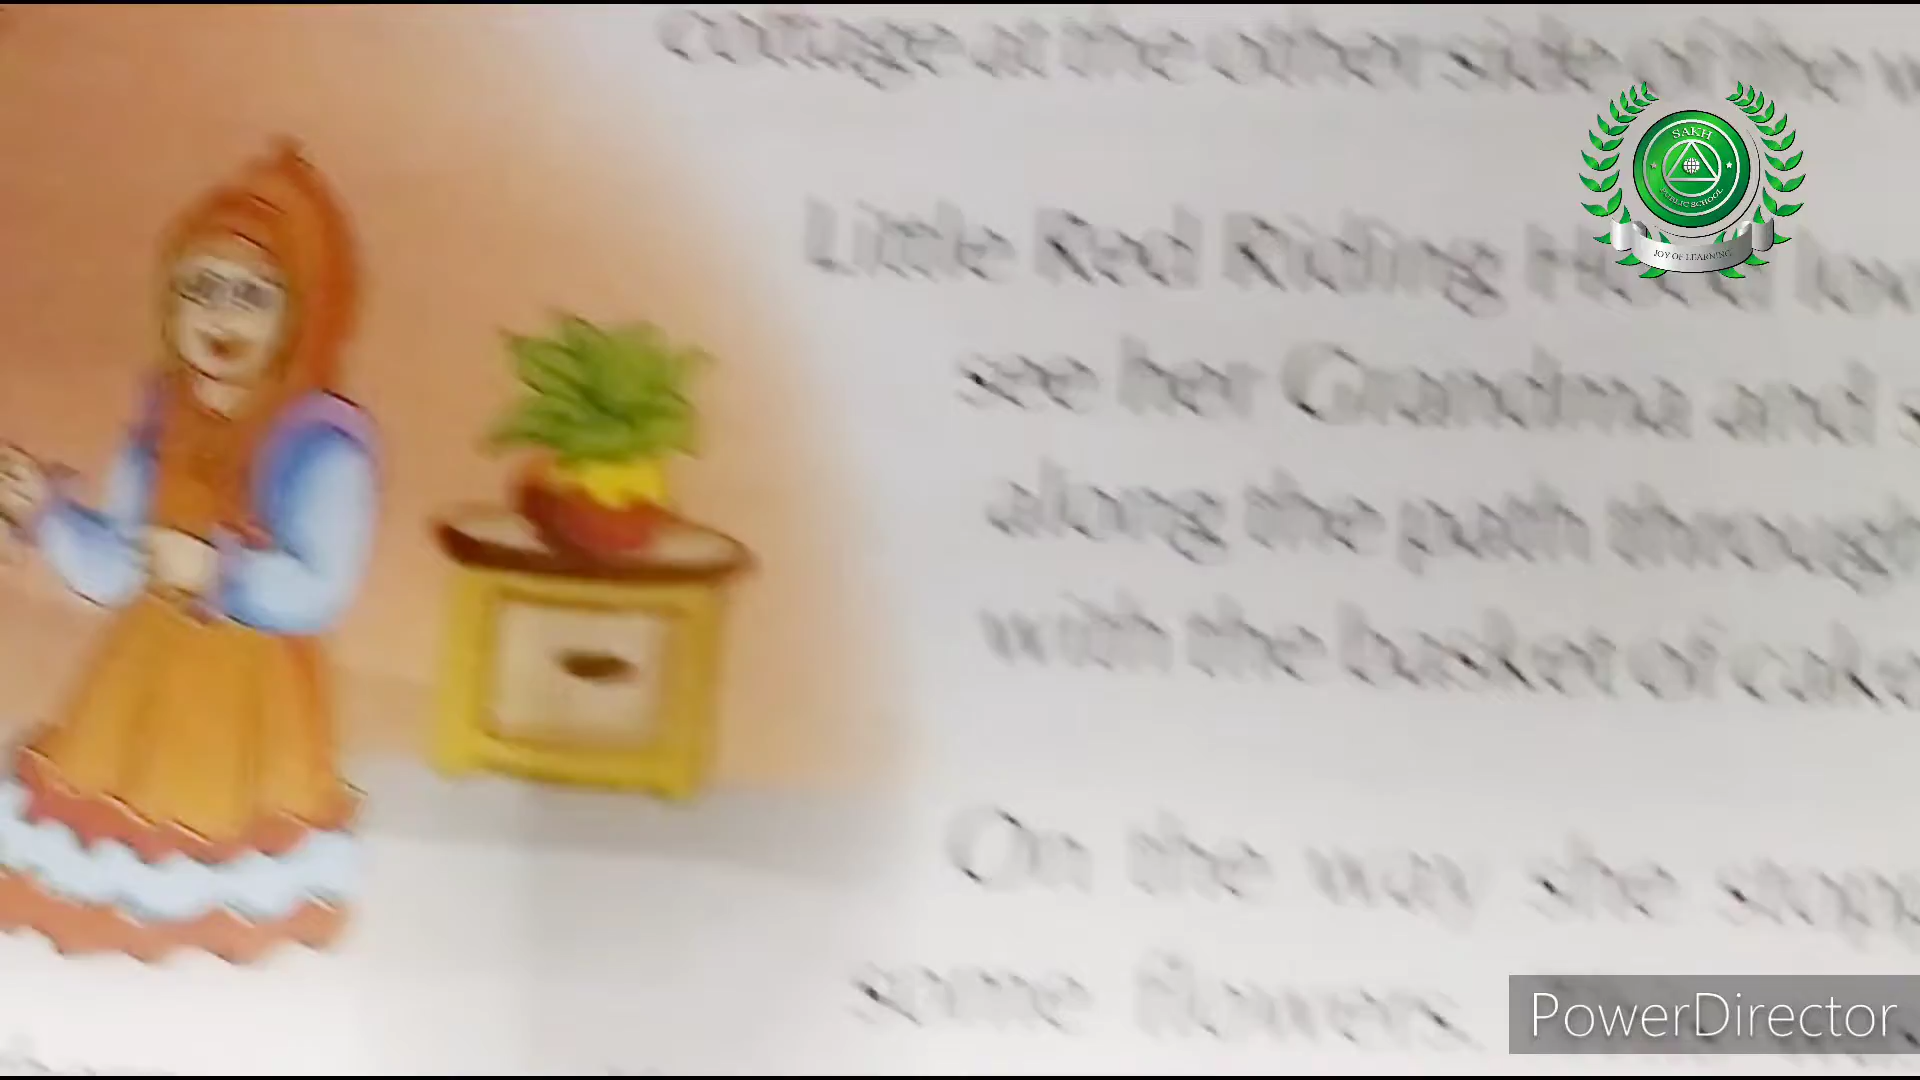 cottage at the other side of the
Little Red Riding Hood
see her Grandma and
along the path through
with the basket of cake
On the way she
some flowers.
SAKH
PUBLIC SCHOOL
JOY OF LEARNING
PowerDirector